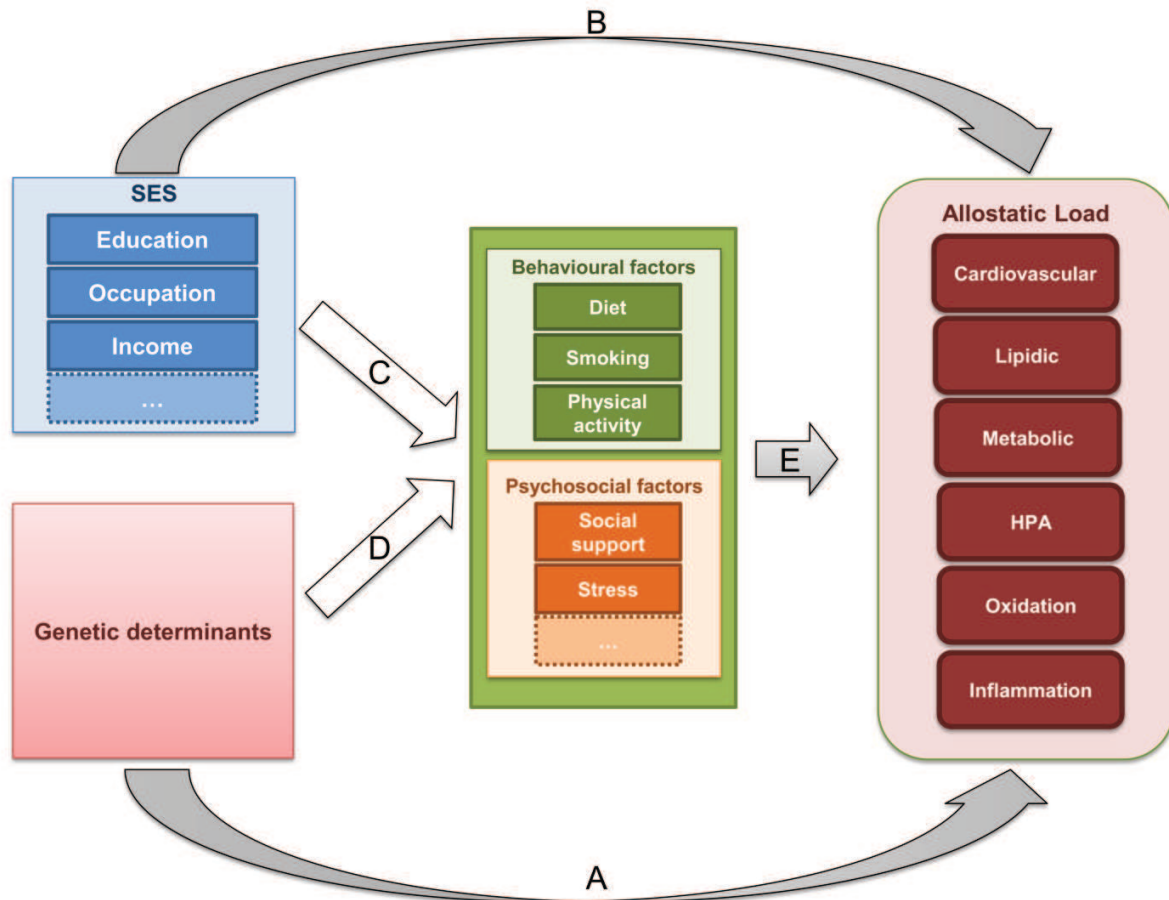 B
SES
Education
Occupation
Income
...
C
Genetic determinants
D
Behavioural factors
Diet
Smoking
Physical
activity
Psychosocial factors
Social
support
Stress
...
E
Allostatic Load
Cardiovascular
Lipidic
Metabolic
HPA
Oxidation
Inflammation
A